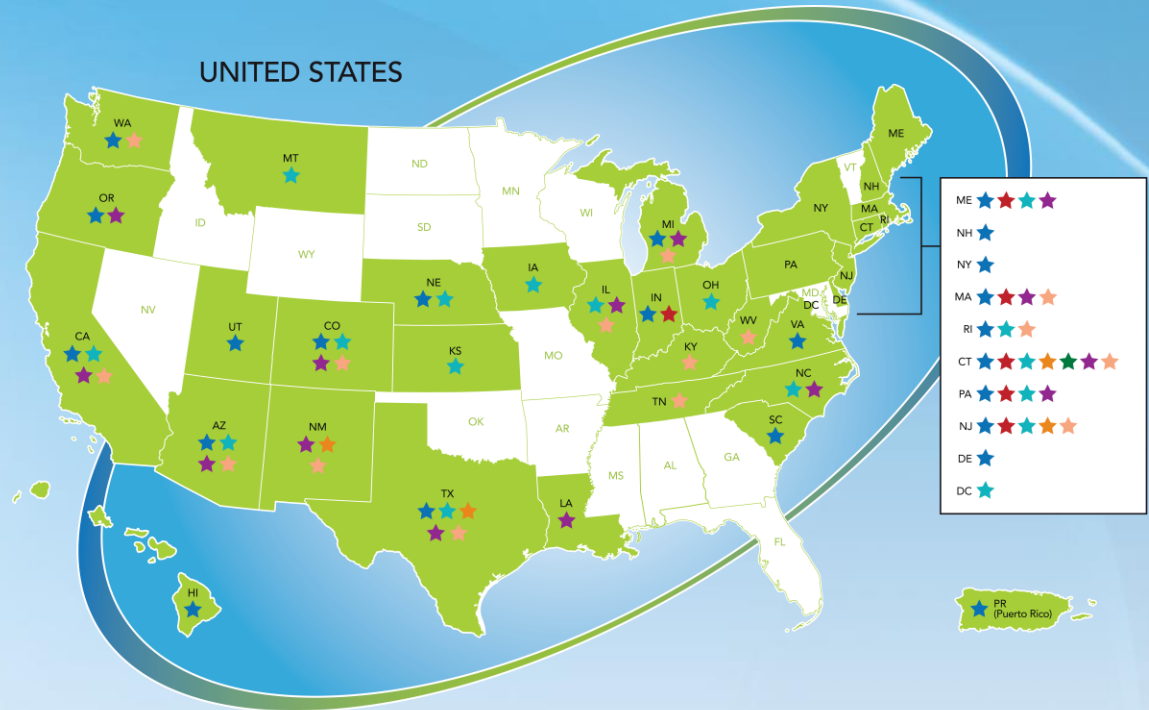 UNITED STATES
WA
MT
ND
MN
VT
ME
OR
ID
SD
WI
MI
NY
NH
MA
RI
CT
WY
IA
NE
PA
NJ
NV
UT
CO
IL
IN
OH
MD
DE
DC
WV
VA
CA
KS
MO
KY
NC
AZ
NM
OK
AR
TN
SC
TX
LA
MS
AL
GA
FL
HI
ME
NH
NY
MA
RI
CT
PA
NJ
DE
DC
PR
(Puerto Rico)